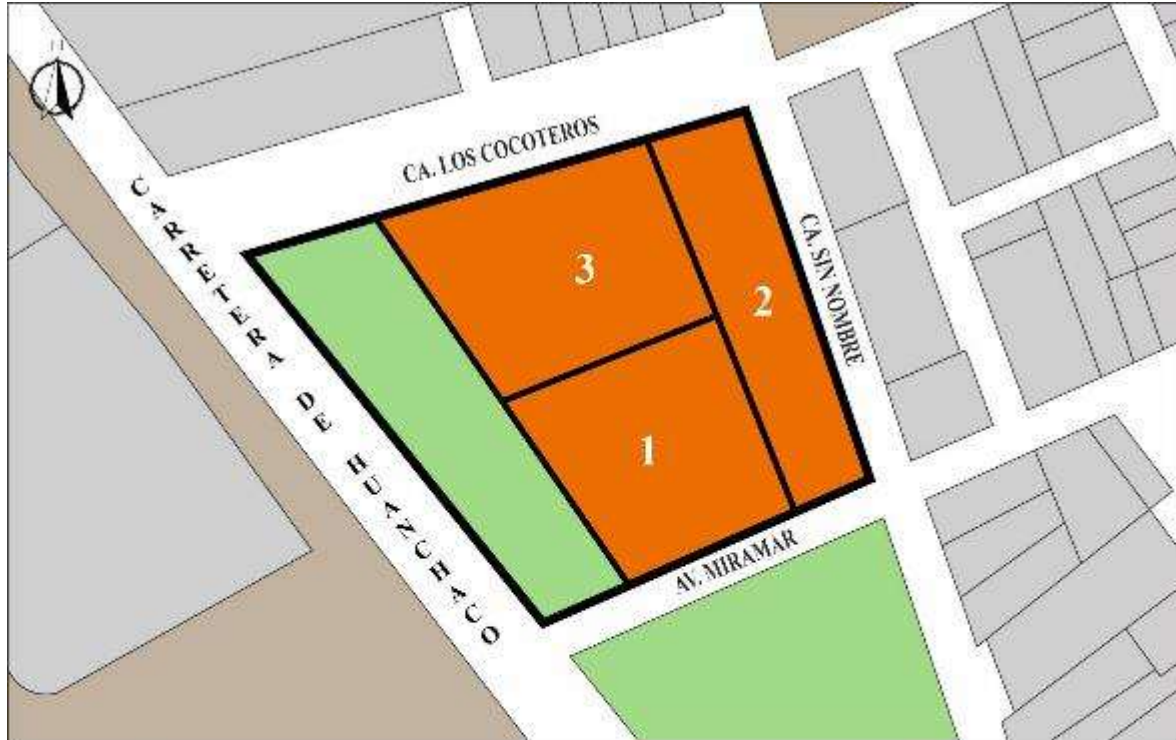 CA. LOS COCOTEROS
CARRETERA DE HUANCHACO
3
2
CA. SIN NOMBRE
1
AV. MIRAMAR